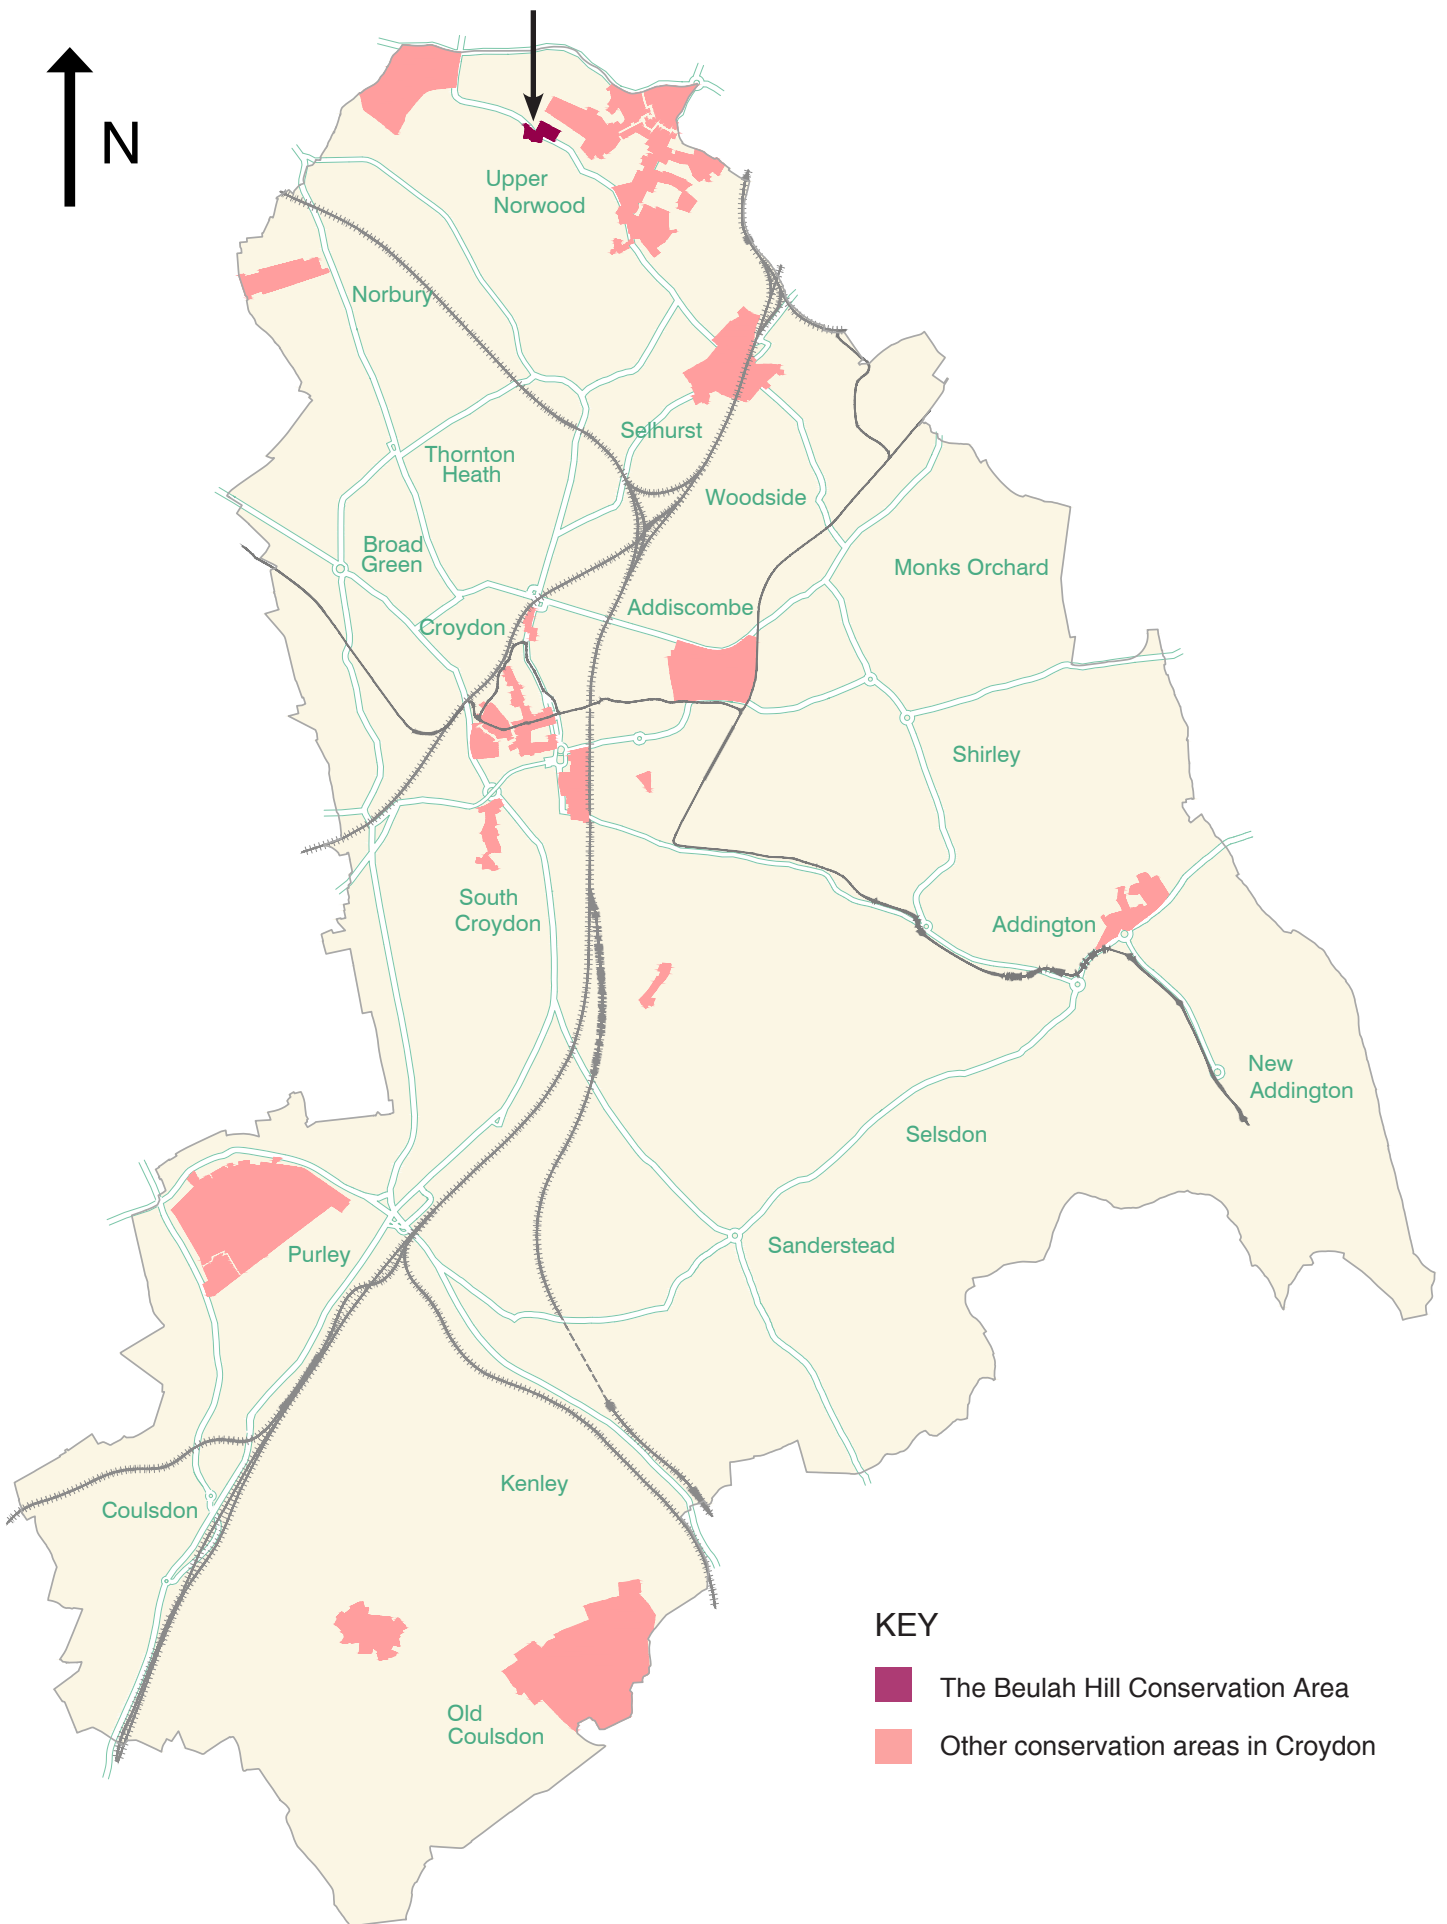 N
Upper
Norwood
Norbury
Selhurst
Thornton
Heath
Woodside
Broad
Green
Monks Orchard
Addiscombe
Croydon
Shirley
South
Croydon
Addington
New
Addington
Selsdon
Sanderstead
Purley
Kenley
Coulsdon
Old
Coulsdon
KEY
The Beulah Hill Conservation Area
Other conservation areas in Croydon